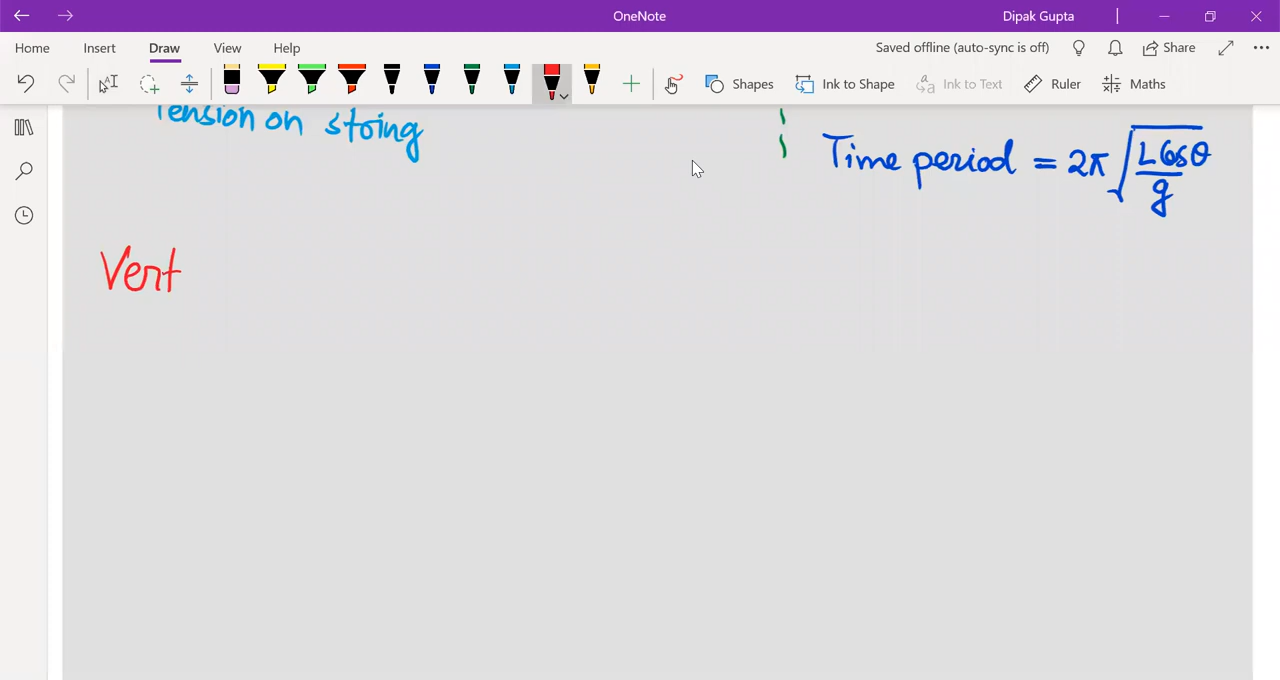 OneNote
Dipak Gupta
Home Insert Draw View Help
Saved offline (auto-sync is off)
Share
Shapes
Ink to Shape
Ink to Text
Ruler
Maths
Tension on string
Time period = 2π √(L Cosθ / g)
Vert